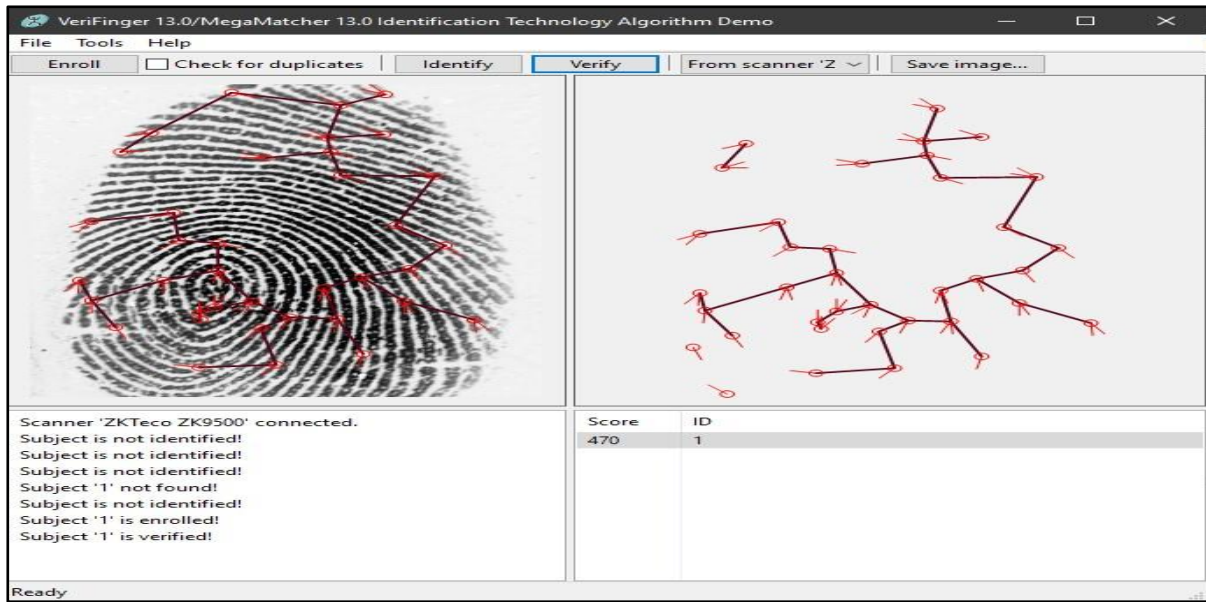 VeriFinger 13.0/MegaMatcher 13.0 Identification Technology Algorithm Demo
File Tools Help
Enroll Check for duplicates Identify Verify From scanner 'Z Save image...
Scanner 'ZKTeco ZK9500' connected.
Subject is not identified!
Subject is not identified!
Subject is not identified!
Subject '1' not found!
Subject is not identified!
Subject '1' is enrolled!
Subject '1' is verified!
Score ID
470 1
Ready